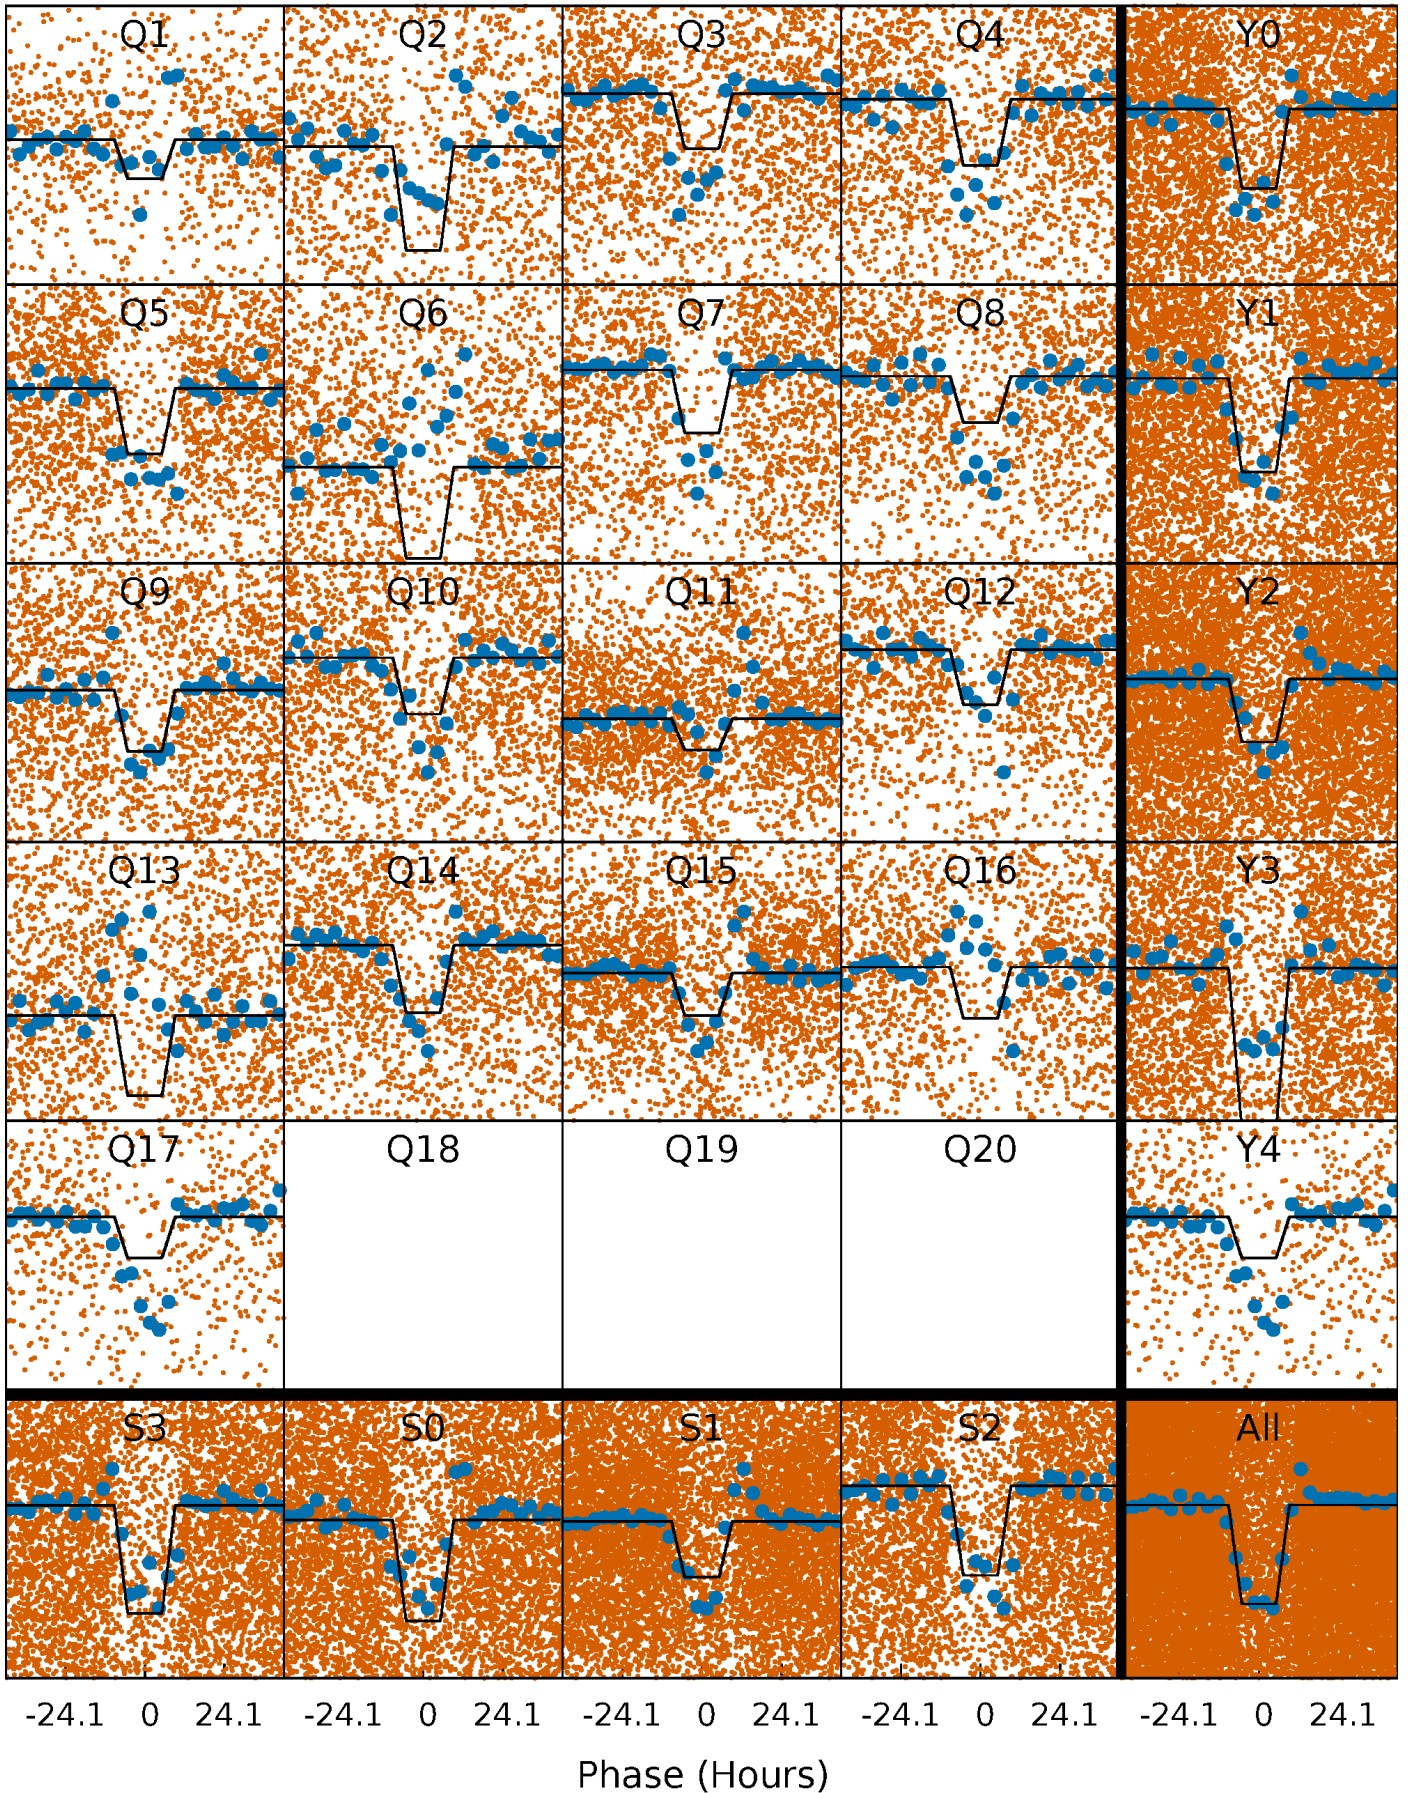 Q1 Q2 Q3 Q4 Y0
Q5 Q6 Q7 Q8 Y1
Q9 Q10 Q11 Q12 Y2
Q13 Q14 Q15 Q16 Y3
Q17 Q18 Q19 Q20 Y4
S3 S0 S1 S2 All
-24.1 0 24.1 -24.1 0 24.1 -24.1 0 24.1 -24.1 0 24.1 -24.1 0 24.1
Phase (Hours)